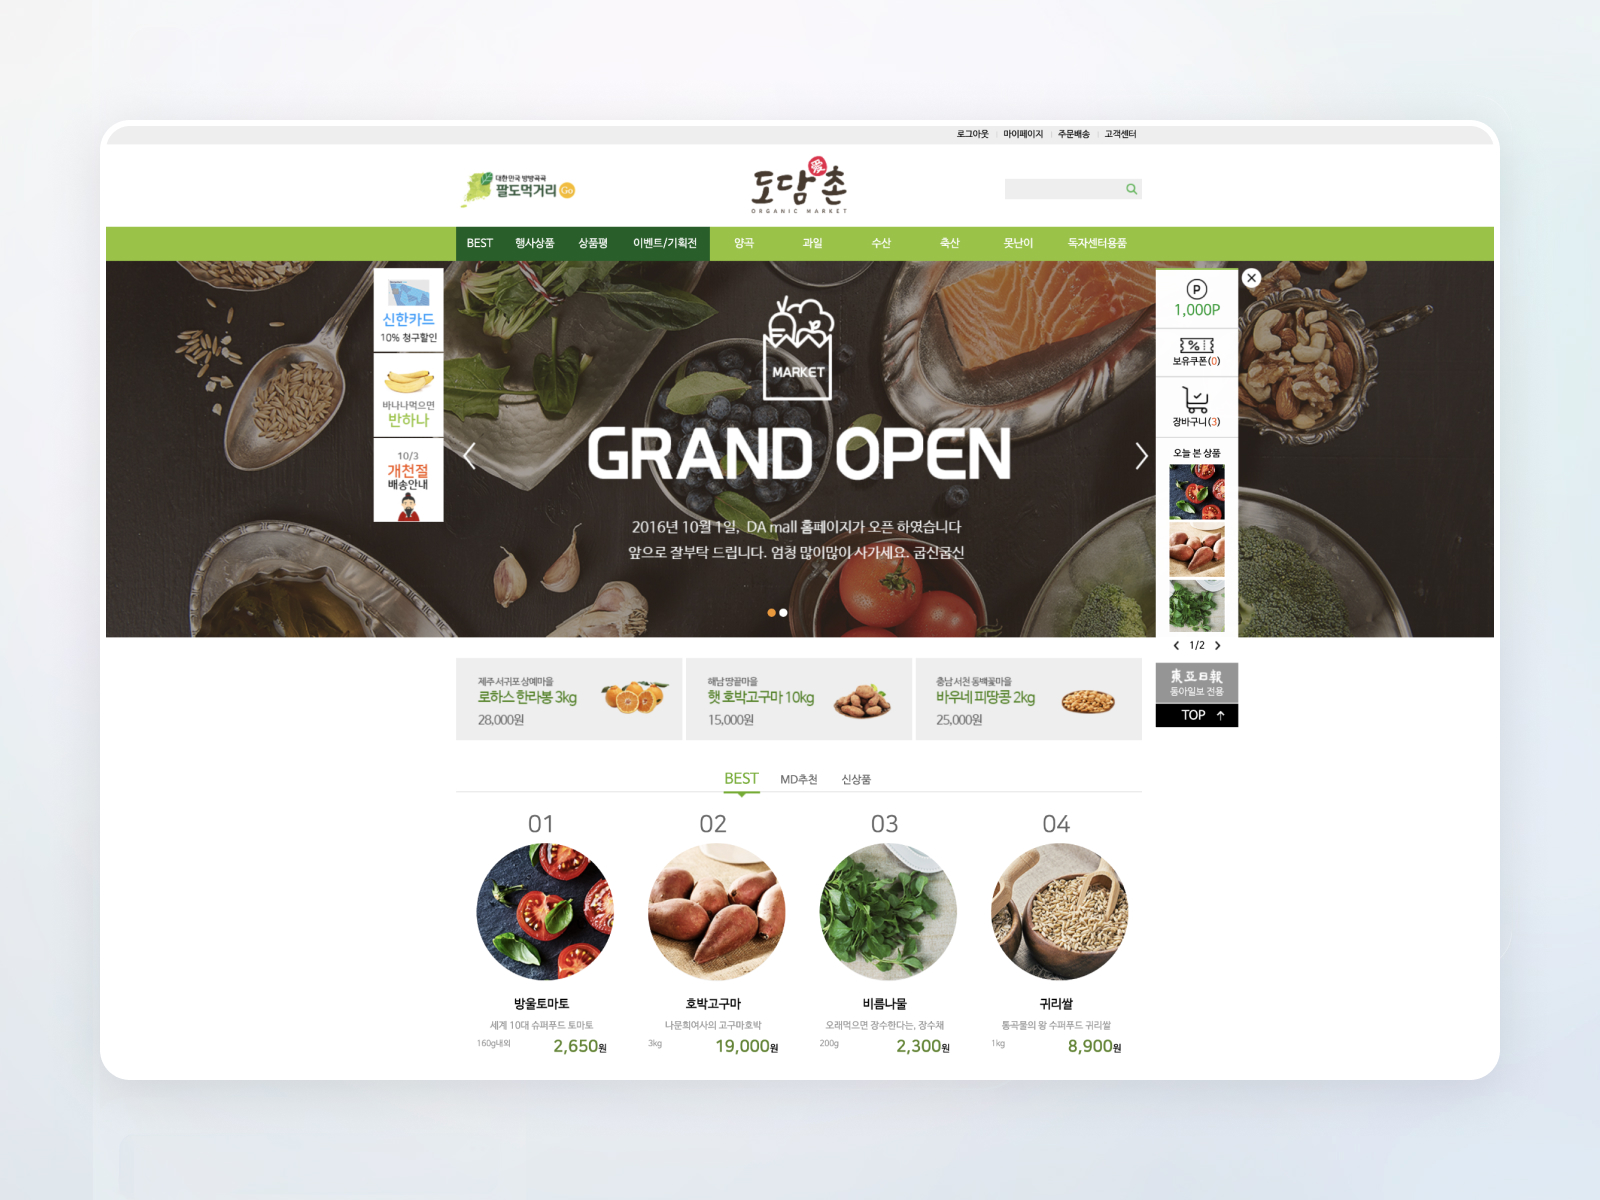 로그아웃 마이페이지 주문배송 고객센터
대한민국 방방곡곡
팔도먹거리 Go
도담촌 愛
ORGANIC MARKET
BEST 행사상품 상품평 이벤트/기획전 양곡 과일 수산 축산 못난이 독자센터용품
신한카드
10% 청구할인
바나나먹으면
반하나
10/3
개천절
배송안내
MARKET
GRAND OPEN
2016년 10월 1일, DA mall 홈페이지가 오픈 하였습니다
앞으로 잘부탁 드립니다. 엄청 많이많이 사가세요. 굽신굽신
P
1,000P
%
보유쿠폰(0)
장바구니(3)
오늘 본 상품
1/2
東亞日報
동아일보 전용
TOP
제주 서귀포 상예마을
로하스 한라봉 3kg
28,000원
해남 땅끝마을
햇 호박고구마 10kg
15,000원
충남 서천 동백꽃마을
바우네 피땅콩 2kg
25,000원
BEST MD추천 신상품
01
방울토마토
세계 10대 슈퍼푸드 토마토
160g내외 2,650원
02
호박고구마
나문희여사의 고구마호박
3kg 19,000원
03
비름나물
오래먹으면 장수한다는, 장수채
200g 2,300원
04
귀리쌀
통곡물의 왕 수퍼푸드 귀리쌀
1kg 8,900원